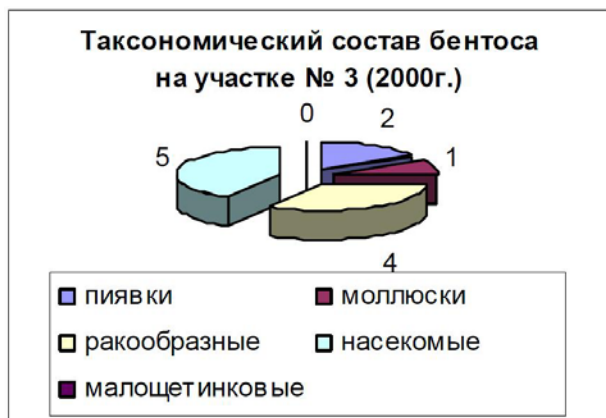 Таксономический состав бентоса
на участке № 3 (2000г.)
0
2
5
1
4
пиявки моллюски
ракообразные насекомые
малощетинковые